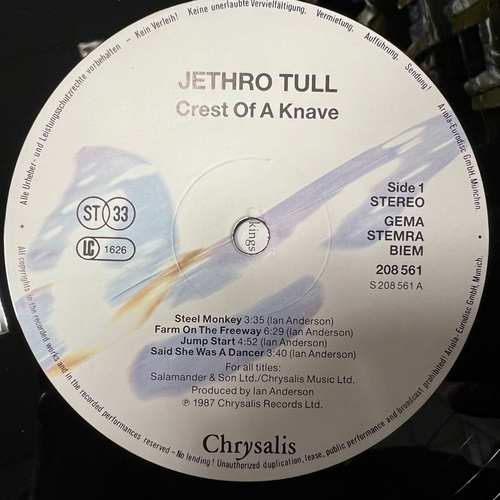 Alle Urheber- und Leistungsschutzrechte vorbehalten – Kein Verleih! Keine unerlaubte Vervielfältigung, Vermietung, Aufführung, Sendung!
Ariola-Eurodisc GmbH, München.
JETHRO TULL
Crest Of A Knave
Side 1
STEREO
GEMA
STEMRA
BIEM
208 561
S 208 561 A
ST 33
LC 1626
kings
Steel Monkey 3:35 (Ian Anderson)
Farm On The Freeway 6:29 (Ian Anderson)
Jump Start 4:52 (Ian Anderson)
Said She Was A Dancer 3:40 (Ian Anderson)
For all titles:
Salamander & Son Ltd./Chrysalis Music Ltd.
Produced by Ian Anderson
℗ 1987 Chrysalis Records Ltd.
Chrysalis
All copyrights in the recorded works and in the recorded performances reserved – No lending! Unauthorized duplication, lease, public performance and broadcast prohibited! Ariola-Eurodisc GmbH, Munich.